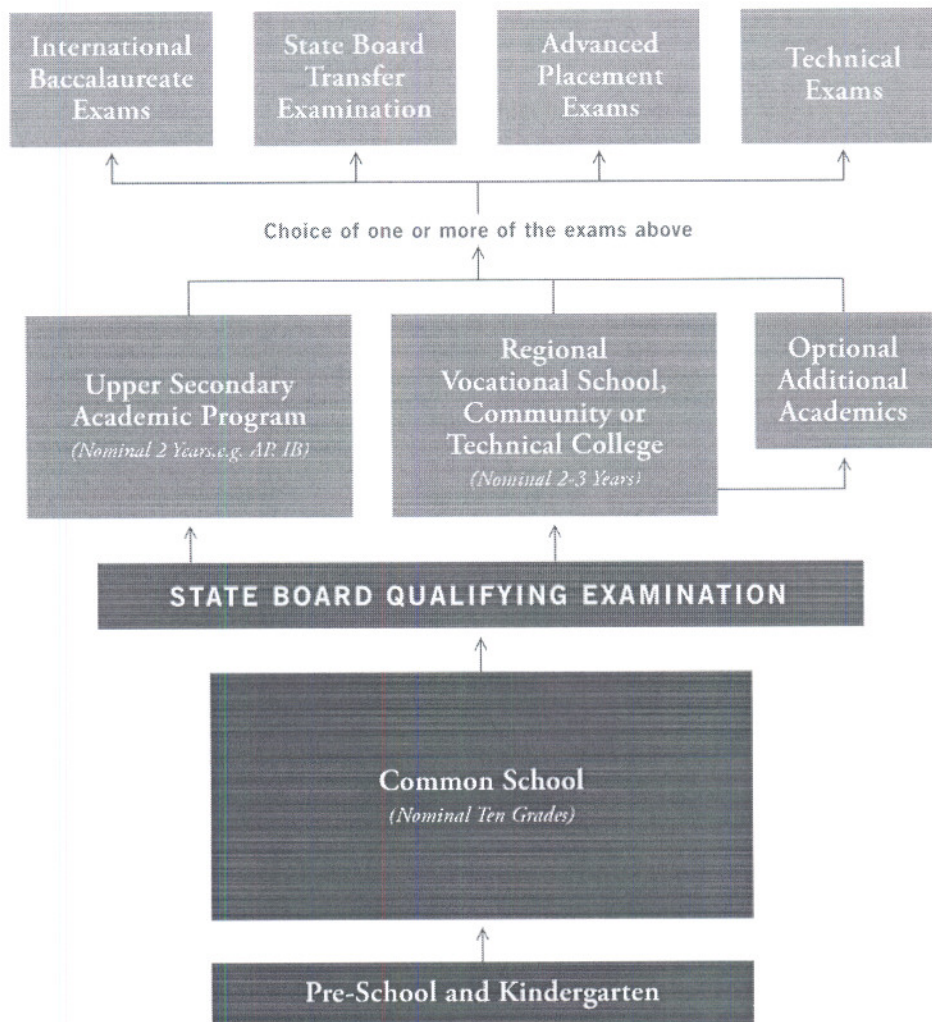 International
Baccalaureate
Exams
State Board
Transfer
Examination
Advanced
Placement
Exams
Technical
Exams
Choice of one or more of the exams above
Upper Secondary
Academic Program
(Nominal 2 Years.e.g. AP, IB)
Regional
Vocational School,
Community or
Technical College
(Nominal 2-3 Years)
Optional
Additional
Academics
STATE BOARD QUALIFYING EXAMINATION
Common School
(Nominal Ten Grades)
Pre-School and Kindergarten